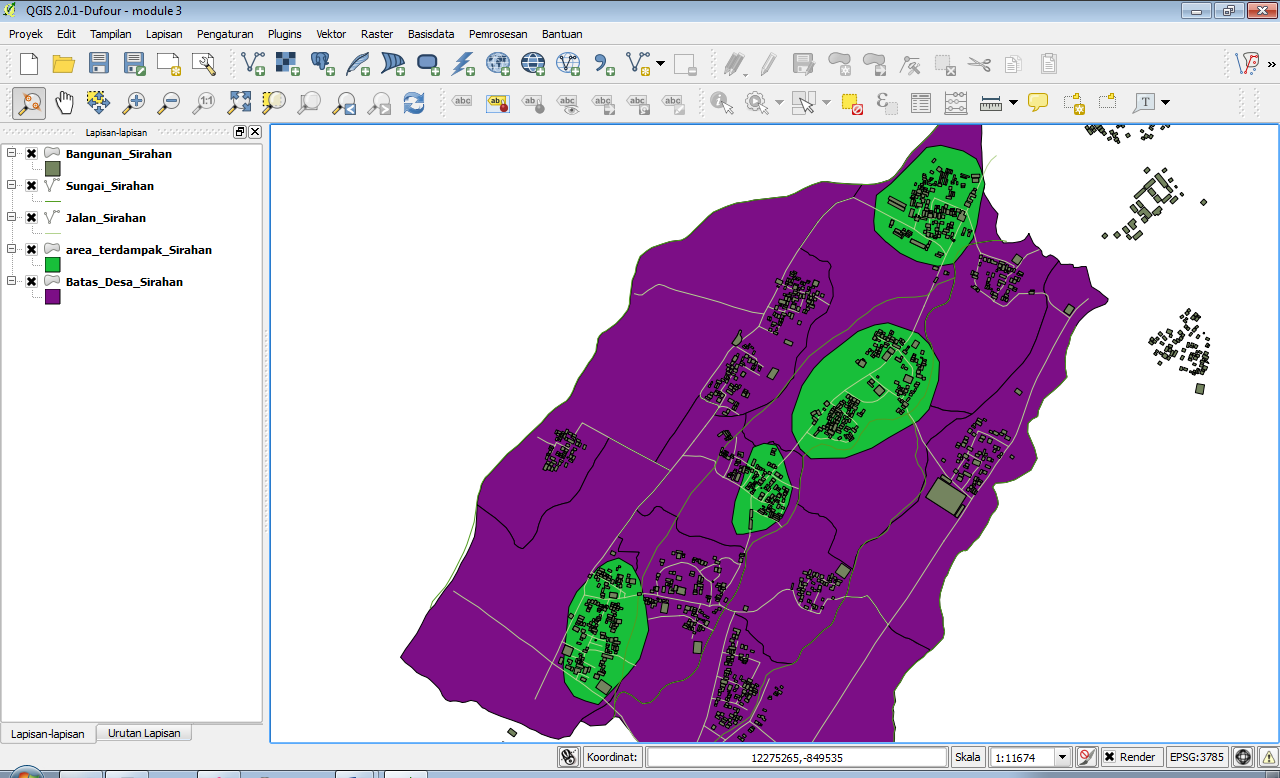 QGIS 2.0.1-Dufour - module 3
Proyek Edit Tampilan Lapisan Pengaturan Plugins Vektor Raster Basisdata Pemrosesan Bantuan
Lapisan-lapisan
Bangunan_Sirahan
Sungai_Sirahan
Jalan_Sirahan
area_terdampak_Sirahan
Batas_Desa_Sirahan
Lapisan-lapisan Urutan Lapisan
Koordinat: 12275265,-849535 Skala 1:11674 Render EPSG:3785